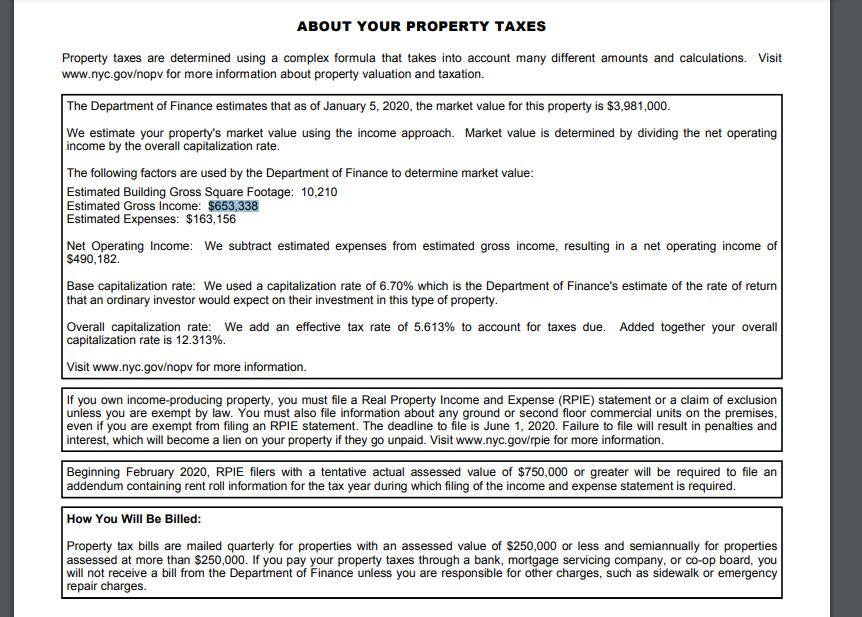 ABOUT YOUR PROPERTY TAXES
Property taxes are determined using a complex formula that takes into account many different amounts and calculations. Visit
www.nyc.gov/nopv for more information about property valuation and taxation.
The Department of Finance estimates that as of January 5, 2020, the market value for this property is $3,981,000.
We estimate your property's market value using the income approach. Market value is determined by dividing the net operating
income by the overall capitalization rate.
The following factors are used by the Department of Finance to determine market value:
Estimated Building Gross Square Footage: 10,210
Estimated Gross Income: $653,338
Estimated Expenses: $163,156
Net Operating Income: We subtract estimated expenses from estimated gross income, resulting in a net operating income of
$490,182.
Base capitalization rate: We used a capitalization rate of 6.70% which is the Department of Finance's estimate of the rate of return
that an ordinary investor would expect on their investment in this type of property.
Overall capitalization rate: We add an effective tax rate of 5.613% to account for taxes due. Added together your overall
capitalization rate is 12.313%.
Visit www.nyc.gov/nopv for more information.
If you own income-producing property, you must file a Real Property Income and Expense (RPIE) statement or a claim of exclusion
unless you are exempt by law. You must also file information about any ground or second floor commercial units on the premises,
even if you are exempt from filing an RPIE statement. The deadline to file is June 1, 2020. Failure to file will result in penalties and
interest, which will become a lien on your property if they go unpaid. Visit www.nyc.gov/rpie for more information.
Beginning February 2020, RPIE filers with a tentative actual assessed value of $750,000 or greater will be required to file an
addendum containing rent roll information for the tax year during which filing of the income and expense statement is required.
How You Will Be Billed:
Property tax bills are mailed quarterly for properties with an assessed value of $250,000 or less and semiannually for properties
assessed at more than $250,000. If you pay your property taxes through a bank, mortgage servicing company, or co-op board, you
will not receive a bill from the Department of Finance unless you are responsible for other charges, such as sidewalk or emergency
repair charges.